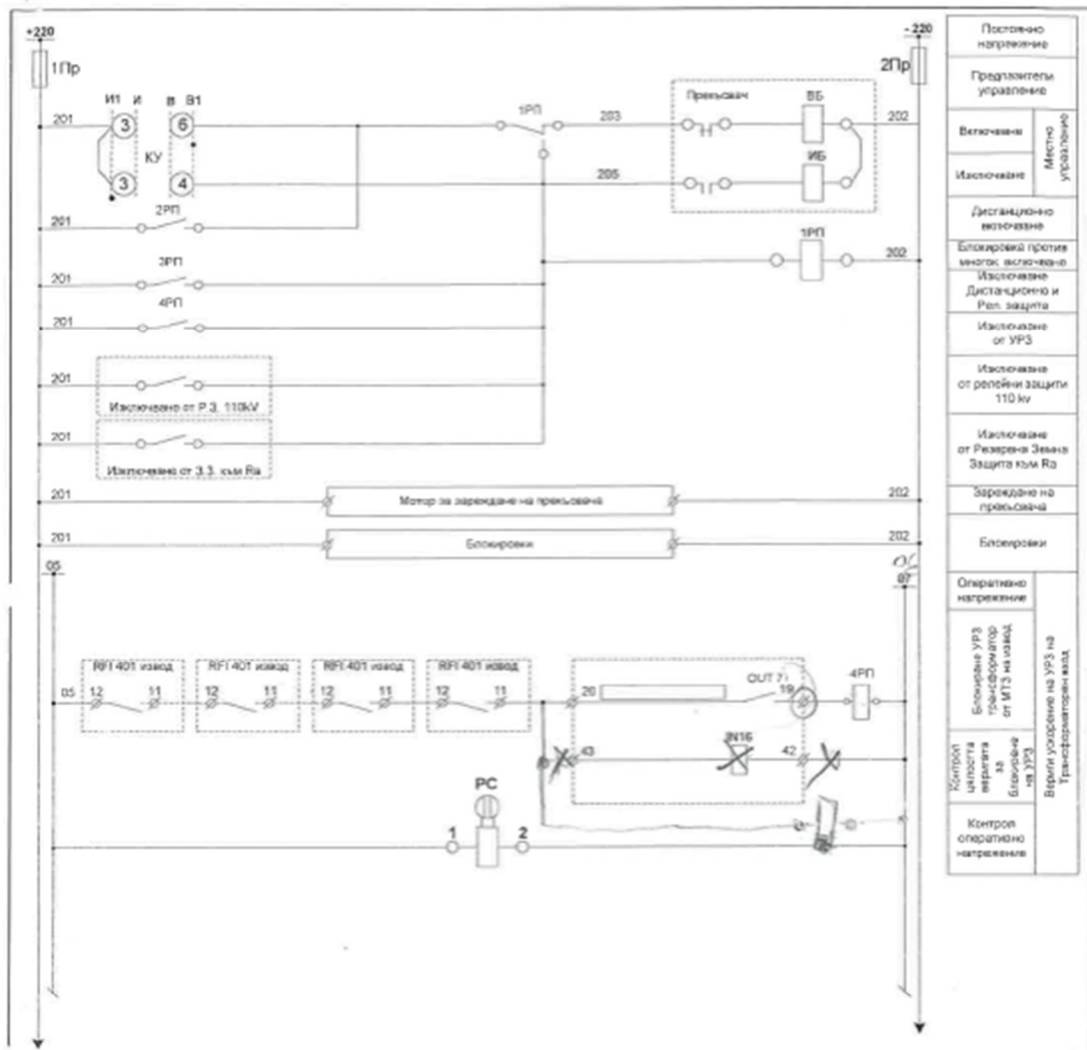 +220
- 220
1Пр
2Пр
И1 И В В1
201
3
6
КУ
3
4
1РП
203
Прекъсвач
ВБ
202
205
ИБ
2РП
201
1РП
202
3РП
201
4РП
201
201
Изключване от Р.З. 110kV
201
Изключване от З.З. към Ra
201
Мотор за зареждане на прекъсвача
202
201
Блокировки
202
05
07
RFI 401 извод
RFI 401 извод
RFI 401 извод
RFI 401 извод
05
12
11
12
11
12
11
12
11
20
OUT 7
19
4РП
43
IN16
42
РС
1
2
Постоянно
напрежение
Предпазители
управление
Включване
Изключване
Местно
управление
Дистанционно
включване
Блокировка против
многок. включване
Изключване
Дистанционно и
Рел. защита
Изключване
от УРЗ
Изключване
от релейни защити
110 kv
Изключване
от Резервна Земна
Защита към Ra
Зареждане на
прекъсвача
Блокировки
Оперативно
напрежение
Блокиране УРЗ
трансформатор
от МТЗ на извод
Контрол
цялостта
веригата
за
блокиране
на УРЗ
Контрол
оперативно
напрежение
Вериги ускорение на УРЗ на
Трансформаторен вход